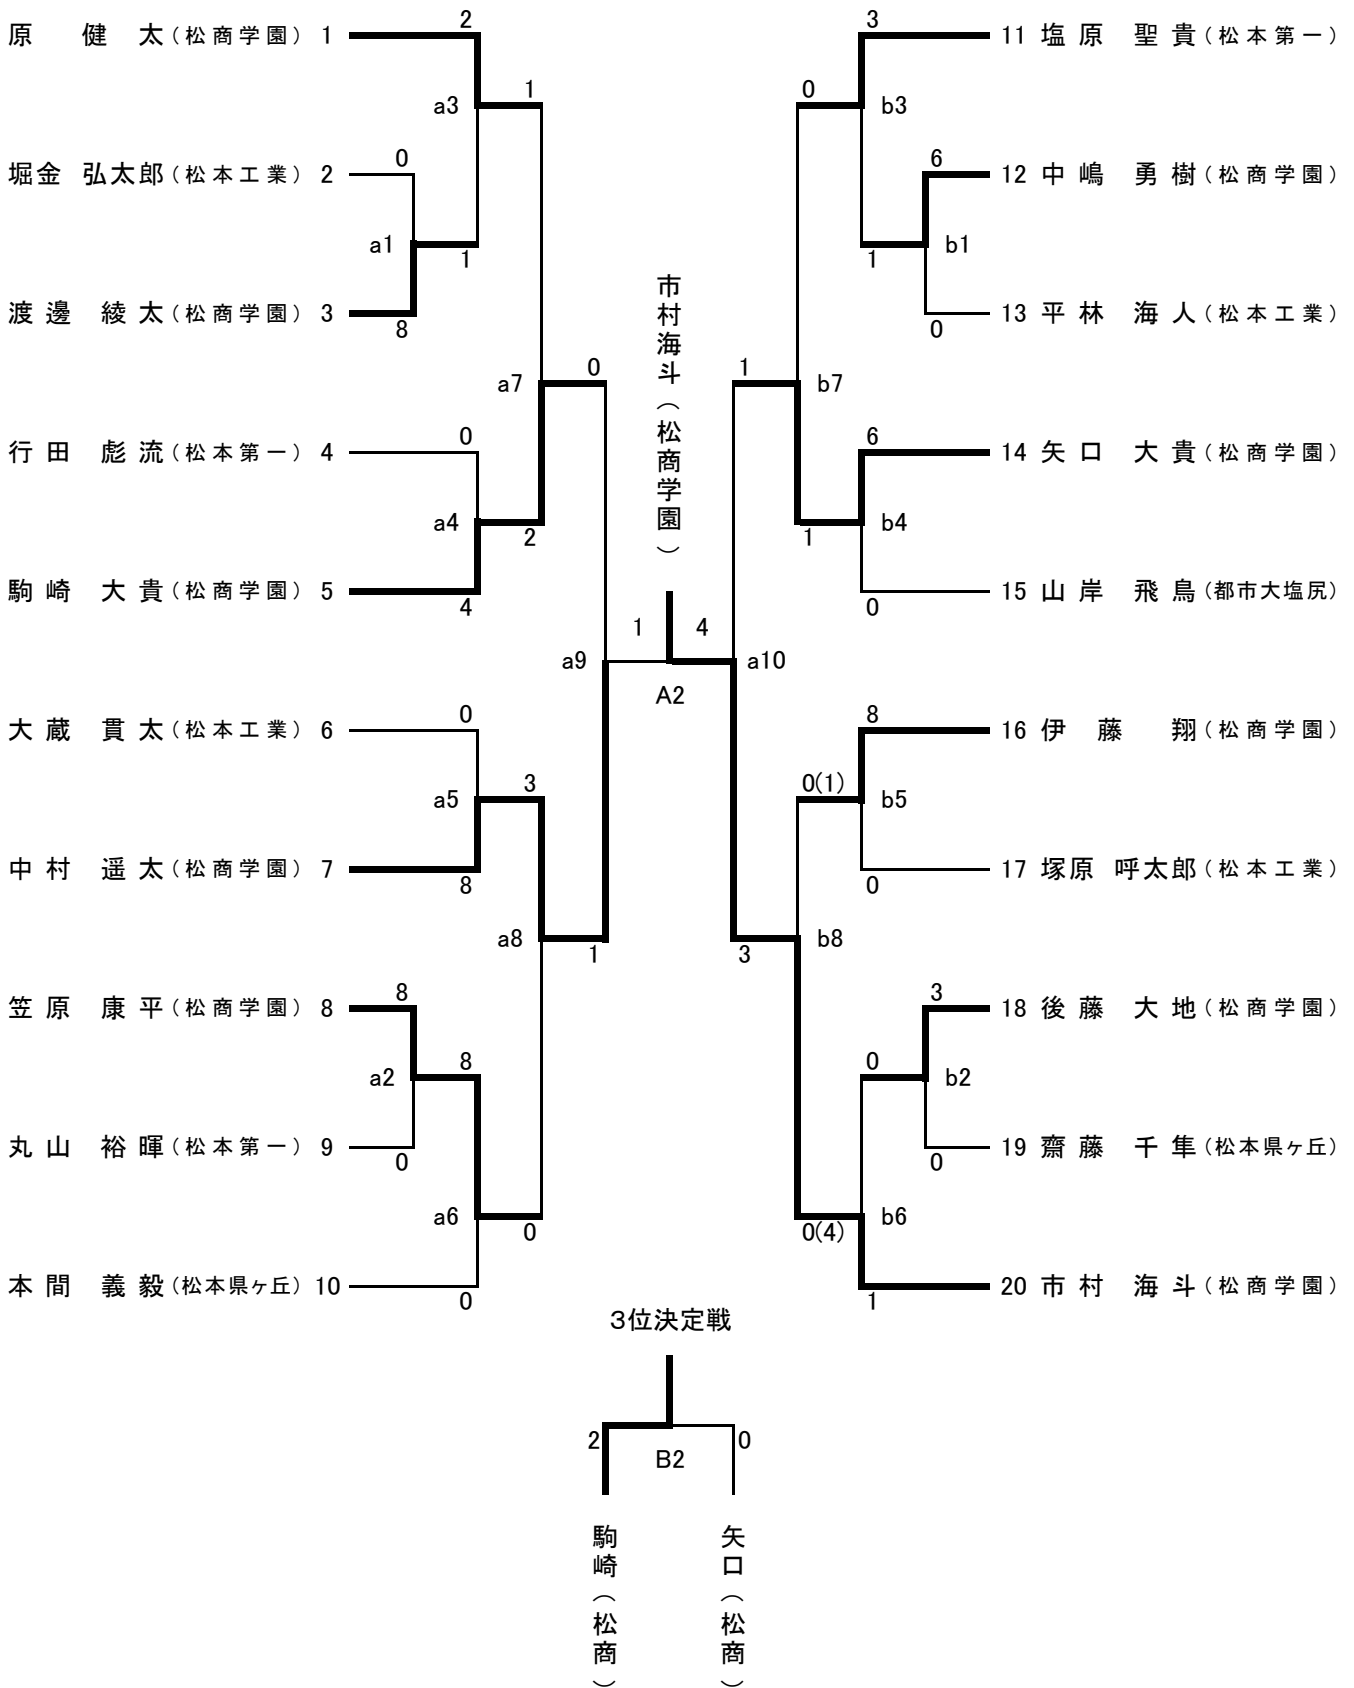 原 健 太 (松商学園) 1
2
堀金 弘太郎 (松本工業) 2
0
渡邊 綾太 (松商学園) 3
8
行田 彪流 (松本第一) 4
0
駒崎 大貴 (松商学園) 5
4
大蔵 貫太 (松本工業) 6
0
中村 遥太 (松商学園) 7
8
笠原 康平 (松商学園) 8
8
丸山 裕暉 (松本第一) 9
0
本間 義毅 (松本県ヶ丘) 10
0
a1
1
a2
8
a3
1
a4
2
a5
3
a6
0
a7
0
a8
1
a9
1
市村海斗(松商学園)
A2
4
a10
1
b7
3
b8
0
b3
1
b4
0(1)
b5
0(4)
b6
1
b1
0
b2
3
11 塩原 聖貴 (松本第一)
6
12 中嶋 勇樹 (松商学園)
0
13 平林 海人 (松本工業)
6
14 矢口 大貴 (松商学園)
0
15 山岸 飛鳥 (都市大塩尻)
8
16 伊藤 翔 (松商学園)
0
17 塚原 呼太郎 (松本工業)
3
18 後藤 大地 (松商学園)
0
19 齋藤 千隼 (松本県ヶ丘)
1
20 市村 海斗 (松商学園)
3位決定戦
2
B2
0
駒崎(松商)
矢口(松商)